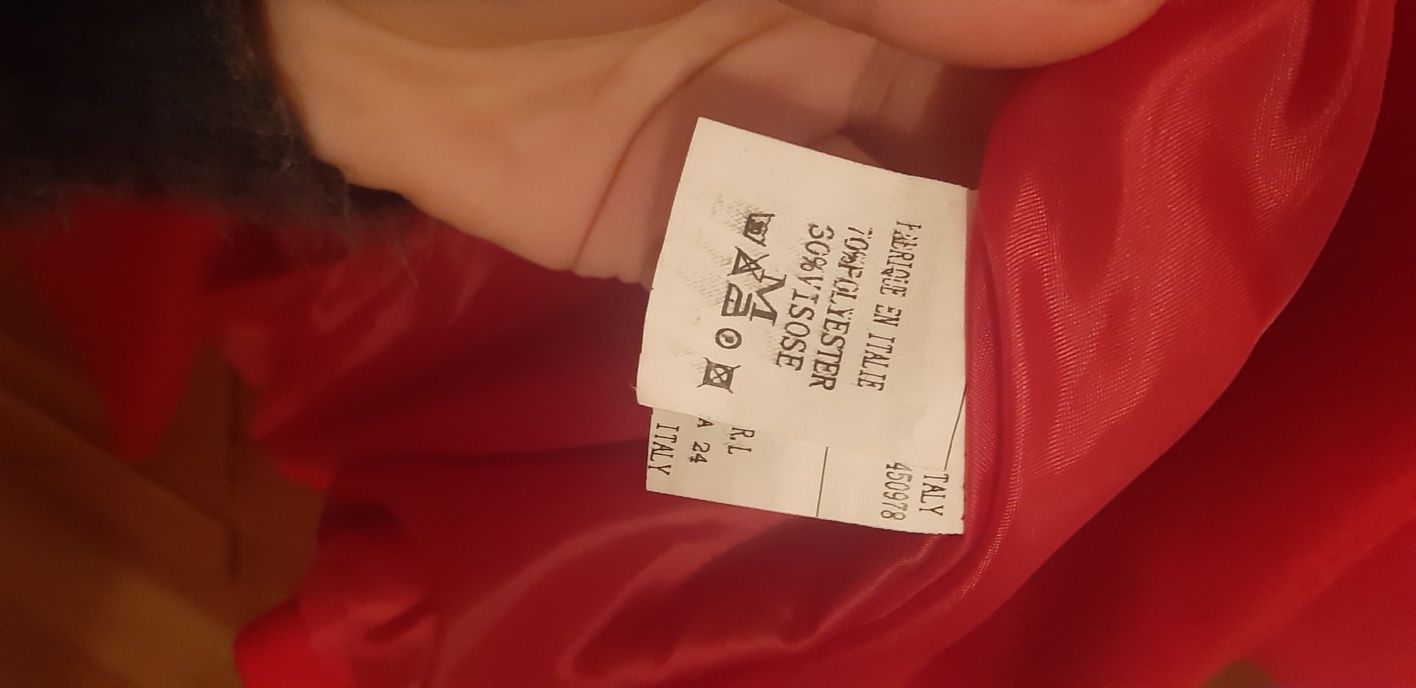 FABRIQUE EN ITALIE
70%POLYESTER
30%VISOSE
M
TALY
450978
R.L
A 24
ITALY